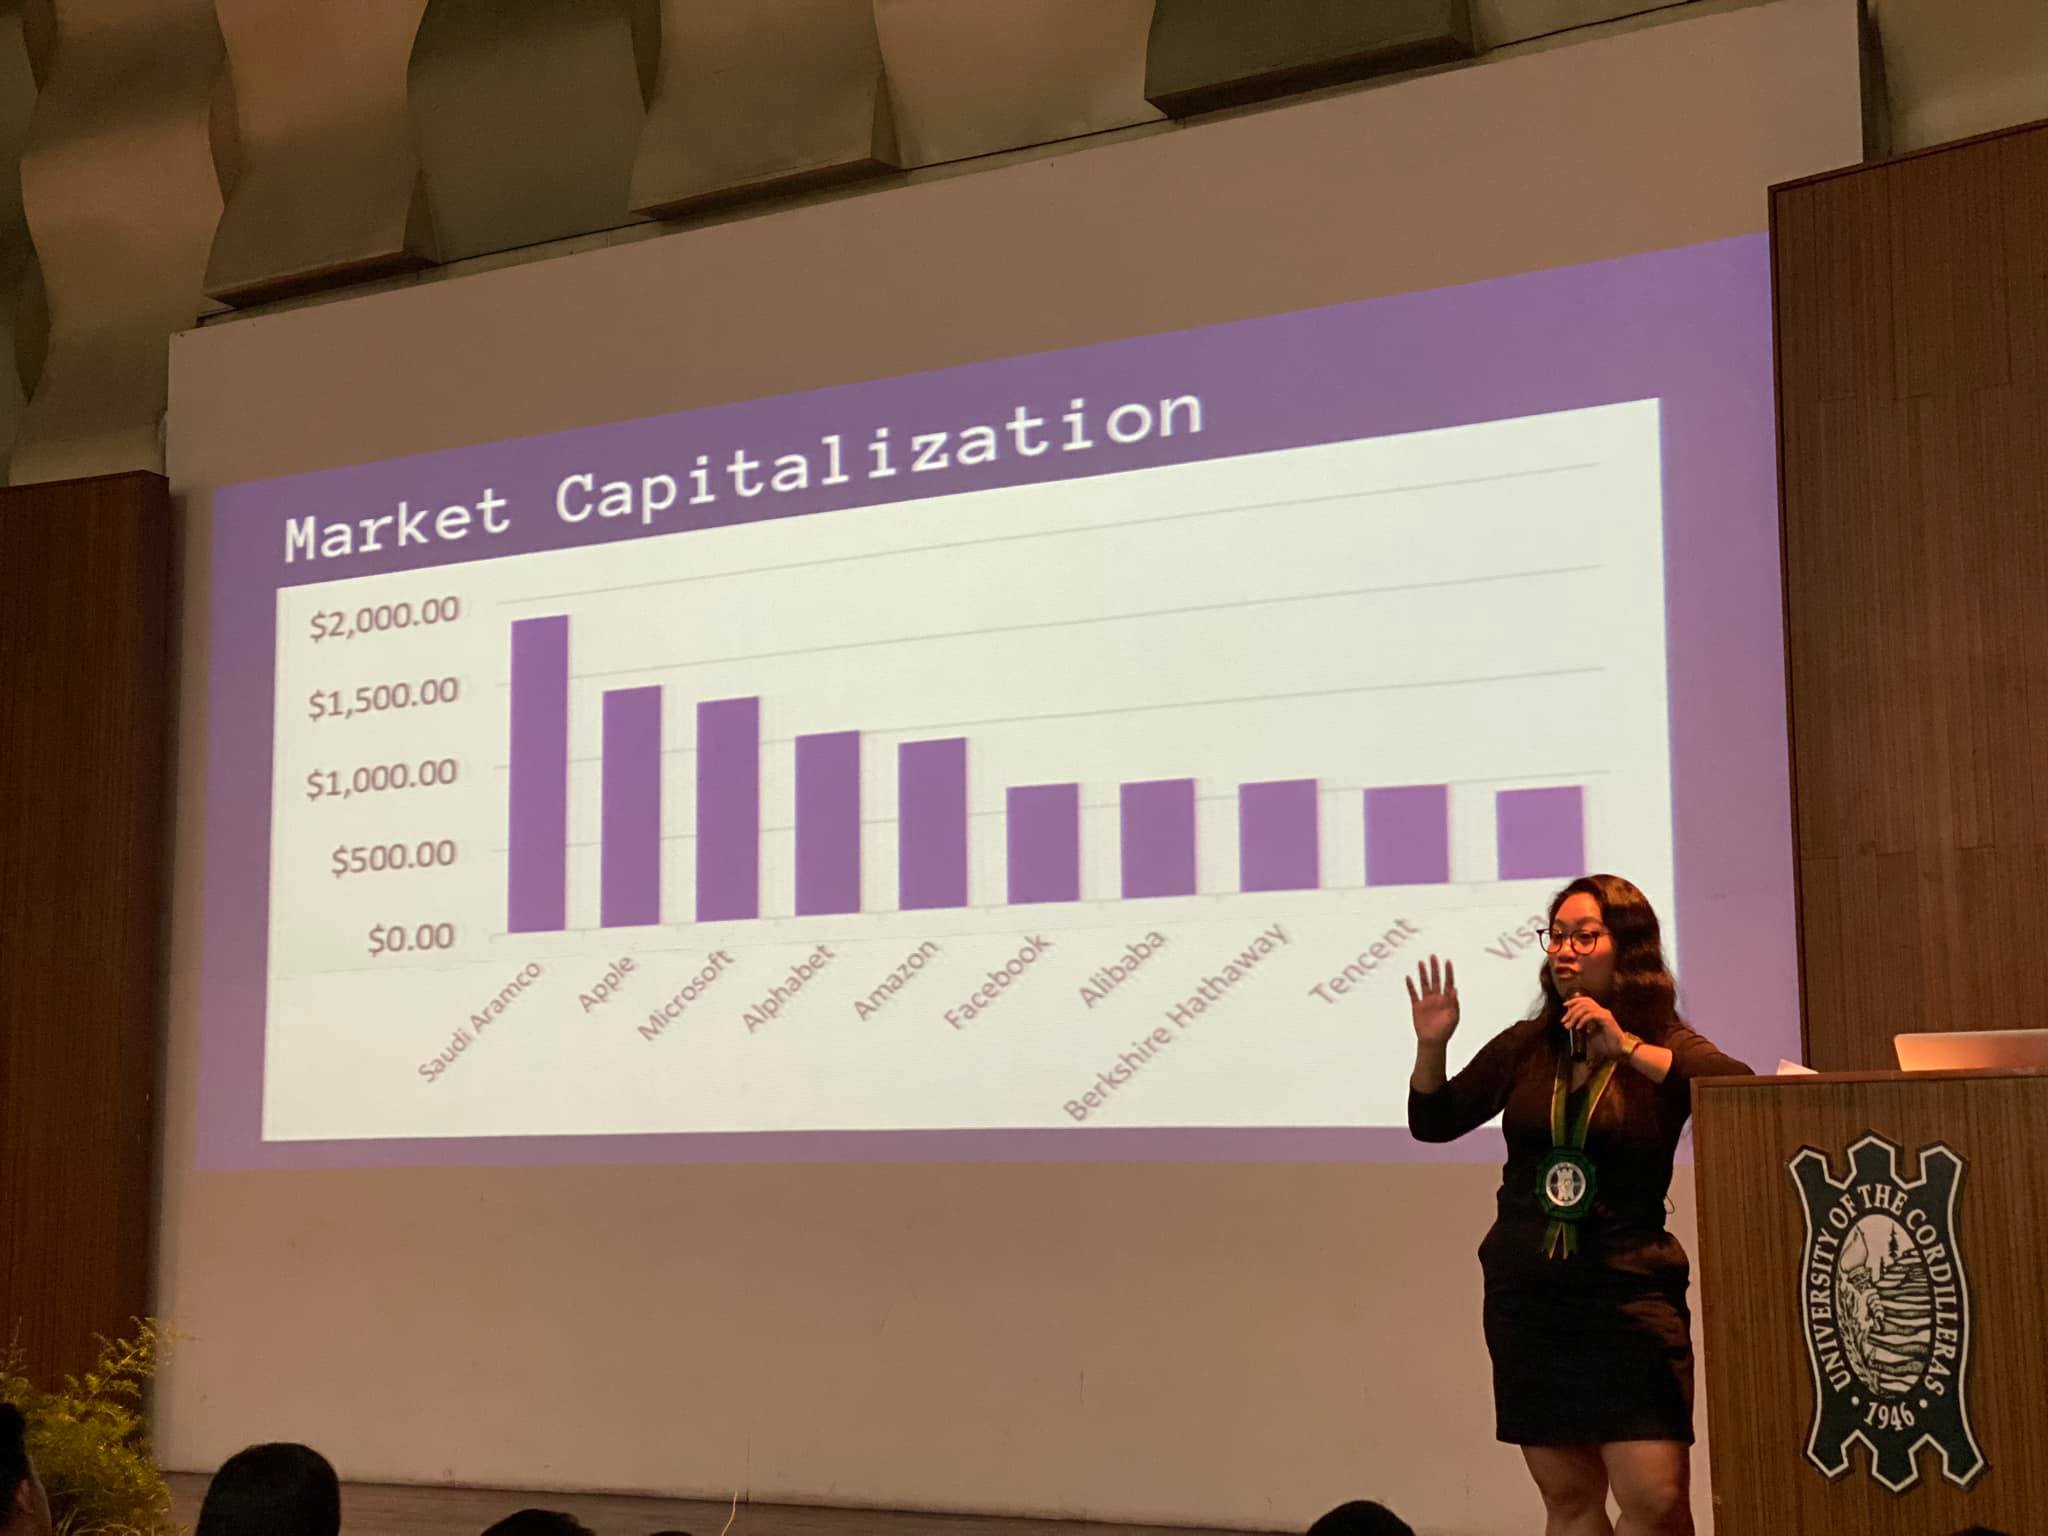 Market Capitalization
$2,000.00
$1,500.00
$1,000.00
$500.00
$0.00
Saudi Aramco
Apple
Microsoft
Alphabet
Amazon
Facebook
Alibaba
Berkshire Hathaway
Tencent
Visa
UNIVERSITY OF THE CORDILLERAS
• 1946 •